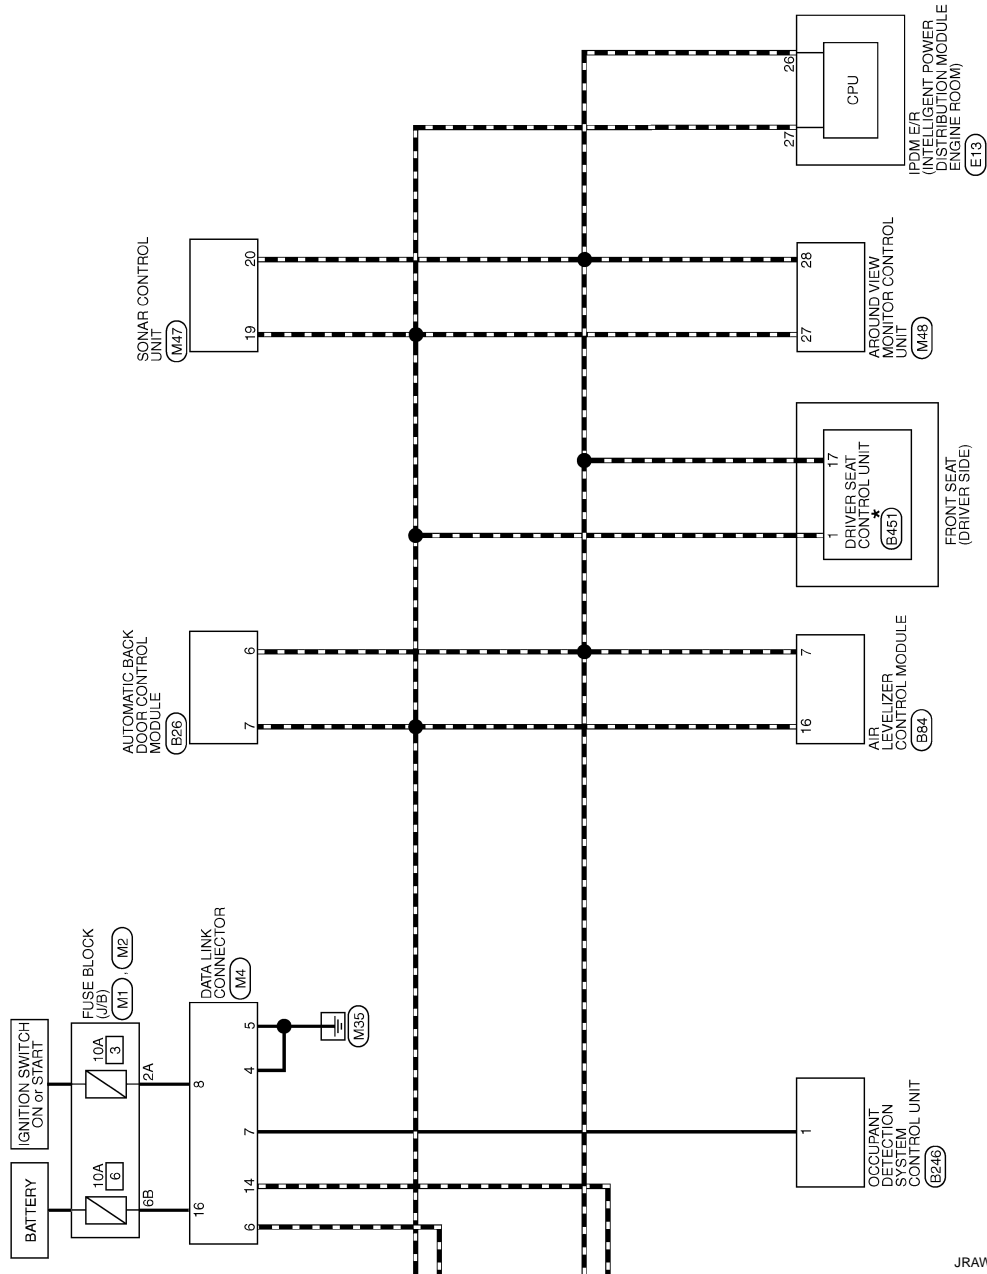 BATTERY
IGNITION SWITCH
ON or START
10A
6
10A
3
6B
2A
FUSE BLOCK
(J/B)
M1 , M2
16
8
DATA LINK
CONNECTOR
M4
6
14
7
4
5
M35
1
OCCUPANT
DETECTION
SYSTEM
CONTROL UNIT
B246
AUTOMATIC BACK
DOOR CONTROL
MODULE
B26
7
6
16
7
AIR
LEVELIZER
CONTROL MODULE
B84
1
17
DRIVER SEAT
CONTROL UNIT
*
B451
FRONT SEAT
(DRIVER SIDE)
SONAR CONTROL
UNIT
M47
19
20
27
28
AROUND VIEW
MONITOR CONTROL
UNIT
M48
27
26
CPU
IPDM E/R
(INTELLIGENT POWER
DISTRIBUTION MODULE
ENGINE ROOM)
E13
JRAW